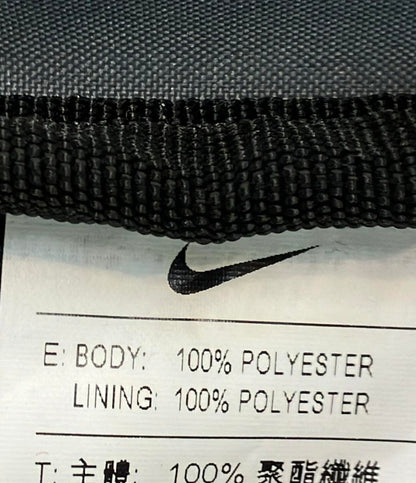 E: BODY: 100% POLYESTER
LINING: 100% POLYESTER
T: 主體: 100% 聚酯纖維